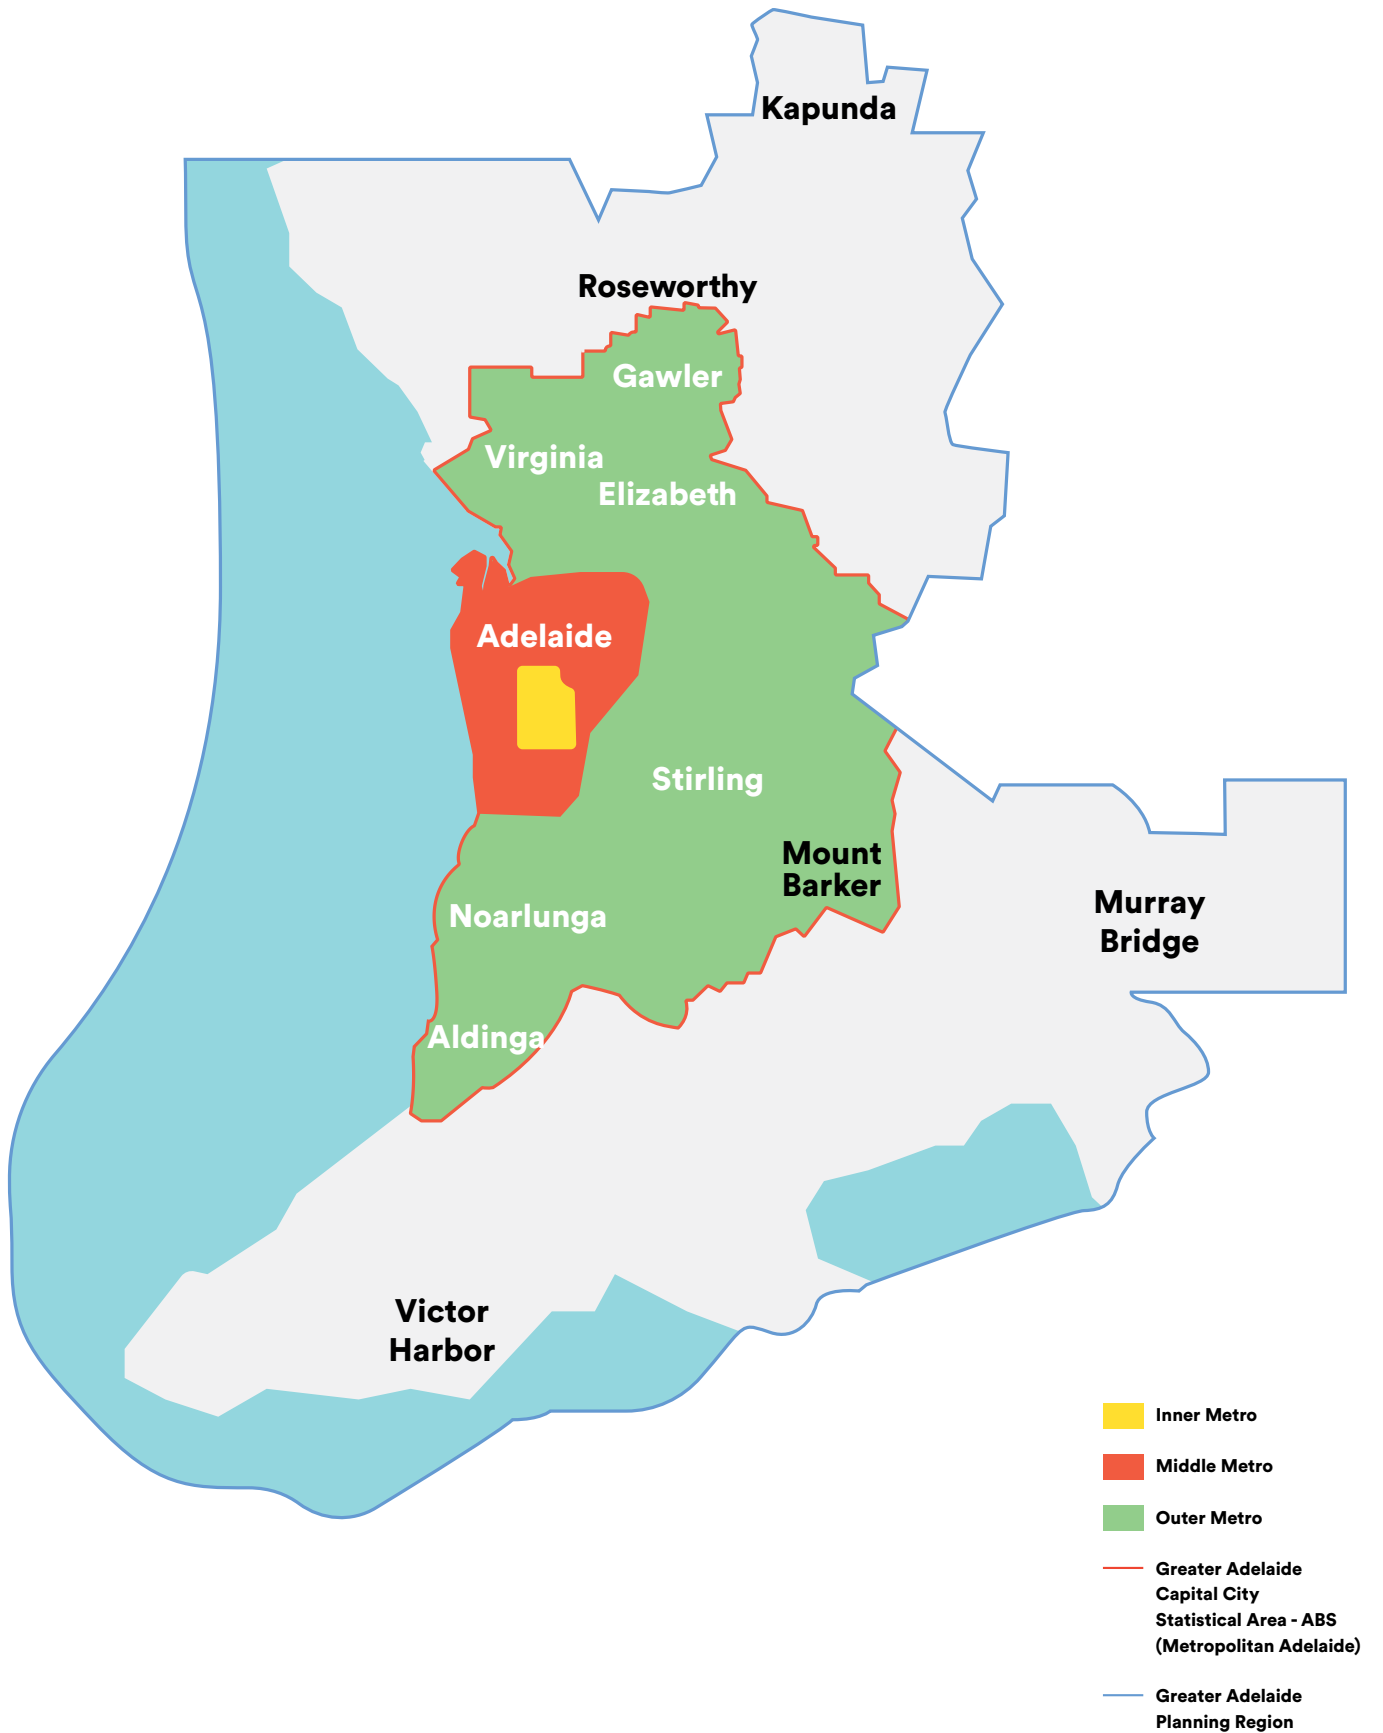 Kapunda
Roseworthy
Gawler
Virginia
Elizabeth
Adelaide
Stirling
Mount
Barker
Murray
Bridge
Noarlunga
Aldinga
Victor
Harbor
Inner Metro
Middle Metro
Outer Metro
Greater Adelaide
Capital City
Statistical Area - ABS
(Metropolitan Adelaide)
Greater Adelaide
Planning Region